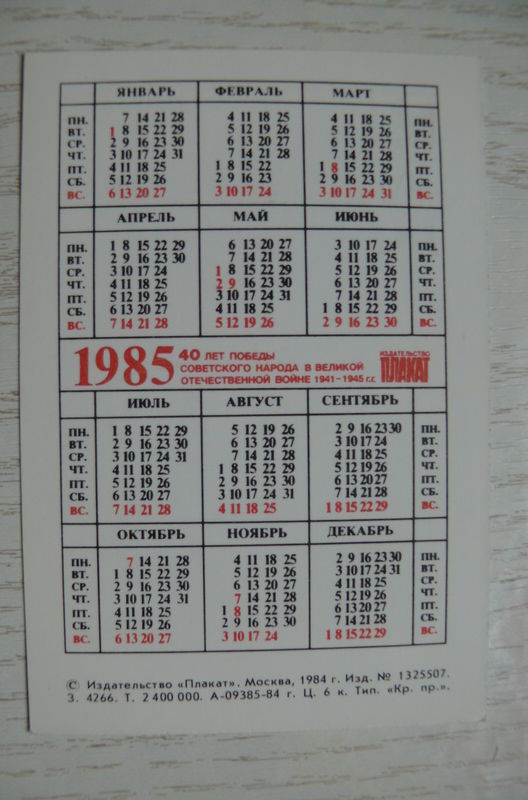 ЯНВАРЬ ФЕВРАЛЬ МАРТ
ПН. 7 14 21 28 4 11 18 25 4 11 18 25 ПН.
ВТ. 1 8 15 22 29 5 12 19 26 5 12 19 26 ВТ.
СР. 2 9 16 23 30 6 13 20 27 6 13 20 27 СР.
ЧТ. 3 10 17 24 31 7 14 21 28 7 14 21 28 ЧТ.
ПТ. 4 11 18 25 1 8 15 22 1 8 15 22 29 ПТ.
СБ. 5 12 19 26 2 9 16 23 2 9 16 23 30 СБ.
ВС. 6 13 20 27 3 10 17 24 3 10 17 24 31 ВС.
АПРЕЛЬ МАЙ ИЮНЬ
ПН. 1 8 15 22 29 6 13 20 27 3 10 17 24 ПН.
ВТ. 2 9 16 23 30 7 14 21 28 4 11 18 25 ВТ.
СР. 3 10 17 24 1 8 15 22 29 5 12 19 26 СР.
ЧТ. 4 11 18 25 2 9 16 23 30 6 13 20 27 ЧТ.
ПТ. 5 12 19 26 3 10 17 24 31 7 14 21 28 ПТ.
СБ. 6 13 20 27 4 11 18 25 1 8 15 22 29 СБ.
ВС. 7 14 21 28 5 12 19 26 2 9 16 23 30 ВС.
1985 40 ЛЕТ ПОБЕДЫ
СОВЕТСКОГО НАРОДА В ВЕЛИКОЙ
ОТЕЧЕСТВЕННОЙ ВОЙНЕ 1941-1945 г.г.
ИЗДАТЕЛЬСТВО
ПЛАКАТ
ИЮЛЬ АВГУСТ СЕНТЯБРЬ
ПН. 1 8 15 22 29 5 12 19 26 2 9 16 23 30 ПН.
ВТ. 2 9 16 23 30 6 13 20 27 3 10 17 24 ВТ.
СР. 3 10 17 24 31 7 14 21 28 4 11 18 25 СР.
ЧТ. 4 11 18 25 1 8 15 22 29 5 12 19 26 ЧТ.
ПТ. 5 12 19 26 2 9 16 23 30 6 13 20 27 ПТ.
СБ. 6 13 20 27 3 10 17 24 31 7 14 21 28 СБ.
ВС. 7 14 21 28 4 11 18 25 1 8 15 22 29 ВС.
ОКТЯБРЬ НОЯБРЬ ДЕКАБРЬ
ПН. 7 14 21 28 4 11 18 25 2 9 16 23 30 ПН.
ВТ. 1 8 15 22 29 5 12 19 26 3 10 17 24 31 ВТ.
СР. 2 9 16 23 30 6 13 20 27 4 11 18 25 СР.
ЧТ. 3 10 17 24 31 7 14 21 28 5 12 19 26 ЧТ.
ПТ. 4 11 18 25 1 8 15 22 29 6 13 20 27 ПТ.
СБ. 5 12 19 26 2 9 16 23 30 7 14 21 28 СБ.
ВС. 6 13 20 27 3 10 17 24 1 8 15 22 29 ВС.
© Издательство «Плакат». Москва, 1984 г. Изд. № 1325507.
З. 4266. Т. 2 400 000. А-09385-84 г. Ц. 6 к. Тип. «Кр. пр.».